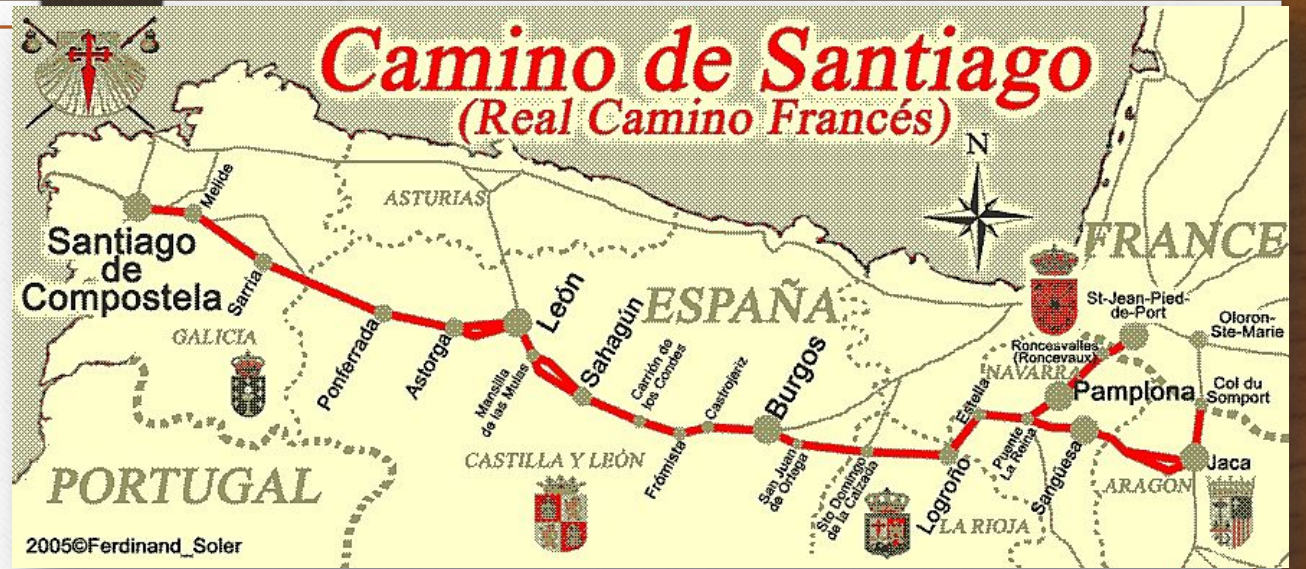 Camino de Santiago
(Real Camino Francés)
N
ASTURIAS
FRANCE
Melide
Santiago
de
Compostela
Sarria
GALICIA
Ponferrada
Astorga
León
Mansilla
de las Mulas
Sahagún
ESPAÑA
Carrión de
los Condes
Frómista
Castrojeriz
Burgos
San Juan
de Ortega
Sto Domingo
de la Calzada
Logroño
Estella
Puente
La Reina
Sangüesa
St-Jean-Pied-
de-Port
Roncesvalles
(Roncevaux)
NAVARRA
Pamplona
Oloron-
Ste-Marie
Col du
Somport
Jaca
ARAGON
LA RIOJA
CASTILLA Y LEÓN
PORTUGAL
2005©Ferdinand_Soler